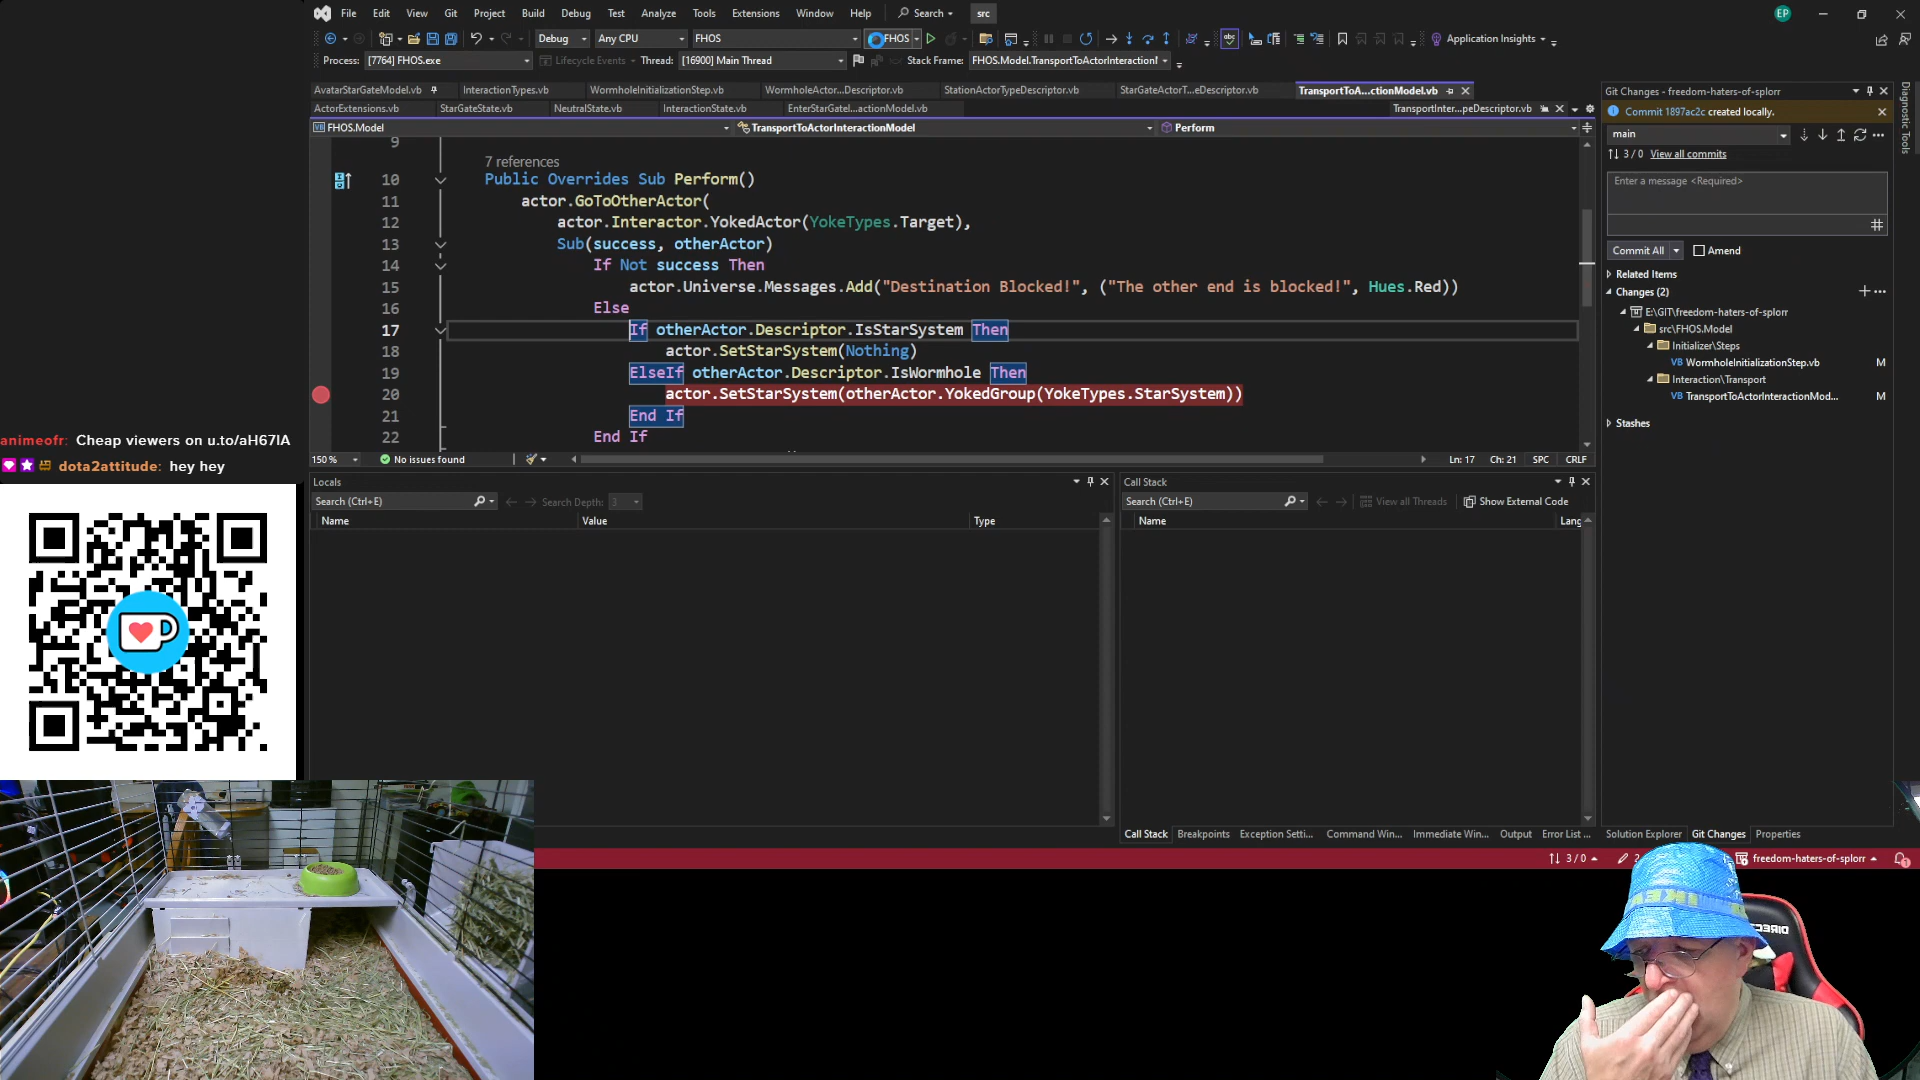 File Edit View Git Project Build Debug Test Analyze Tools Extensions Window Help Search src EP
Debug Any CPU FHOS FHOS Application Insights
Process: [7764] FHOS.exe Lifecycle Events Thread: [16900] Main Thread Stack Frame: FHOS.Model.TransportToActorInteractionM
AvatarStarGateModel.vb InteractionTypes.vb WormholeInitializationStep.vb WormholeActor...Descriptor.vb StationActorTypeDescriptor.vb StarGateActorT...eDescriptor.vb TransportToA...ctionModel.vb
ActorExtensions.vb StarGateState.vb NeutralState.vb InteractionState.vb EnterStarGateI...actionModel.vb TransportInter...peDescriptor.vb
FHOS.Model TransportToActorInteractionModel Perform
9
7 references
10 Public Overrides Sub Perform()
11 actor.GoToOtherActor(
12 actor.Interactor.YokedActor(YokeTypes.Target),
13 Sub(success, otherActor)
14 If Not success Then
15 actor.Universe.Messages.Add("Destination Blocked!", ("The other end is blocked!", Hues.Red))
16 Else
17 If otherActor.Descriptor.IsStarSystem Then
18 actor.SetStarSystem(Nothing)
19 ElseIf otherActor.Descriptor.IsWormhole Then
20 actor.SetStarSystem(otherActor.YokedGroup(YokeTypes.StarSystem))
21 End If
22 End If
150 % No issues found Ln: 17 Ch: 21 SPC CRLF
Locals
Search (Ctrl+E) Search Depth: 3
Name Value Type
Call Stack
Search (Ctrl+E) View all Threads Show External Code
Name Lang
Call Stack Breakpoints Exception Setti... Command Win... Immediate Win... Output Error List ...
Git Changes - freedom-haters-of-splorr
Commit 1897ac2c created locally.
main
3 / 0 View all commits
Enter a message <Required>
Commit All Amend
Related Items
Changes (2)
E:\GIT\freedom-haters-of-splorr
src\FHOS.Model
Initializer\Steps
VB WormholeInitializationStep.vb M
Interaction\Transport
VB TransportToActorInteractionMod... M
Stashes
Solution Explorer Git Changes Properties
3 / 0 freedom-haters-of-splorr
Diagnostic Tools
animeofr: Cheap viewers on u.to/aH67IA
dota2attitude: hey hey